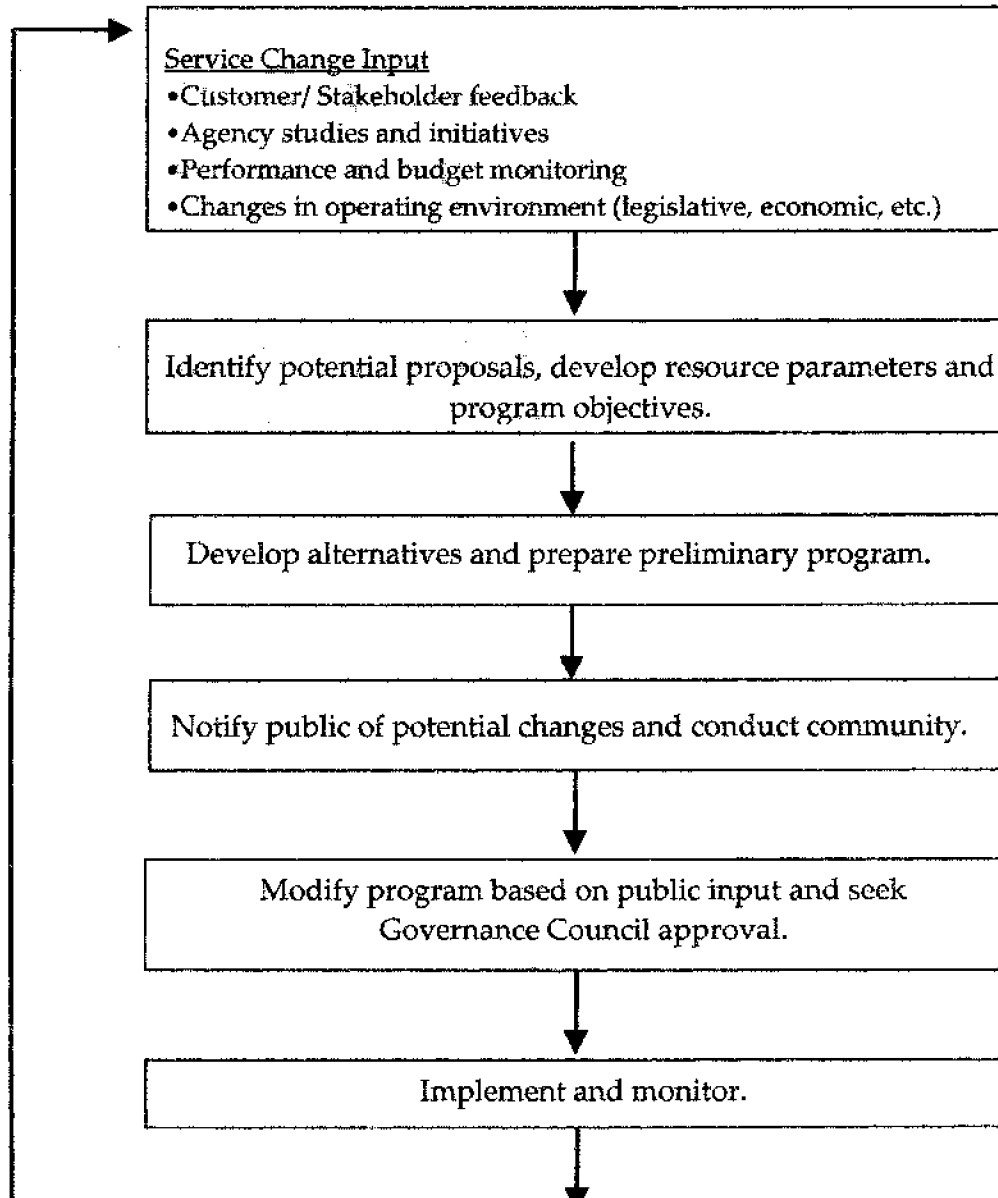 Service Change Input
•Customer/ Stakeholder feedback
•Agency studies and initiatives
•Performance and budget monitoring
•Changes in operating environment (legislative, economic, etc.)
Identify potential proposals, develop resource parameters and
program objectives.
Develop alternatives and prepare preliminary program.
Notify public of potential changes and conduct community.
Modify program based on public input and seek
Governance Council approval.
Implement and monitor.